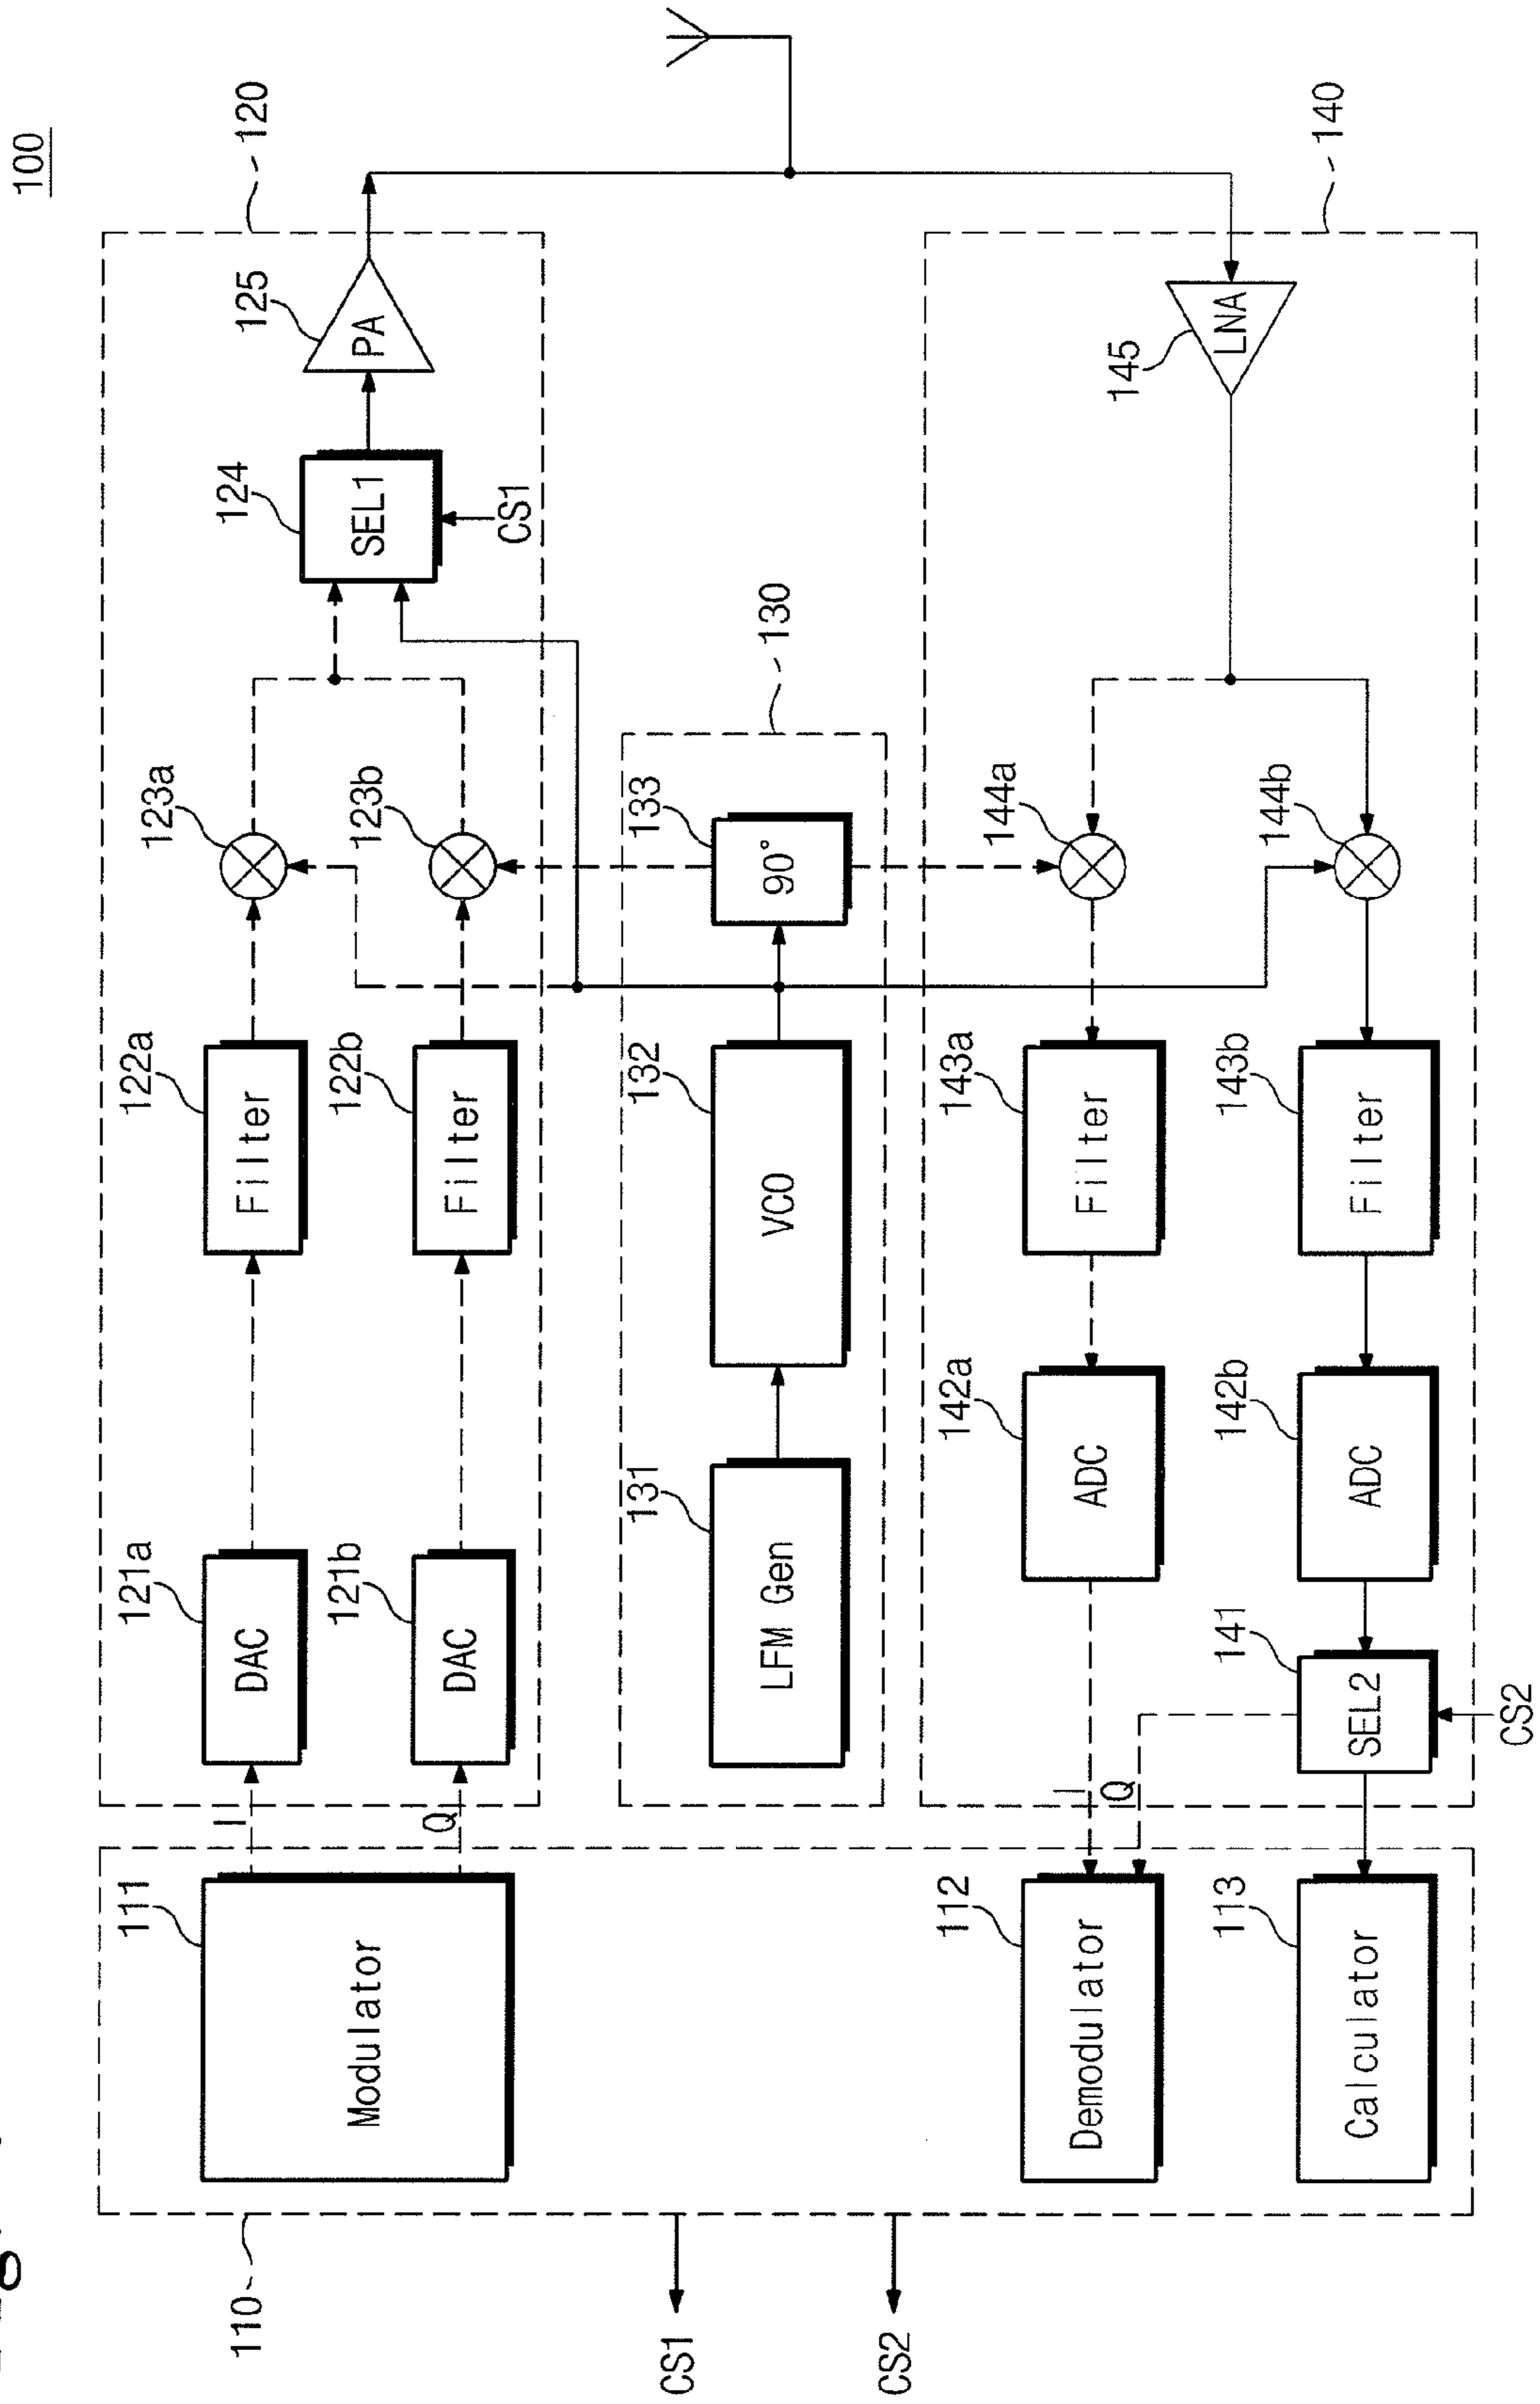 100
120
125
PA
124
SEL1
CS1
123a
123b
122a
Filter
122b
Filter
121a
DAC
121b
DAC
I
Q
111
Modulator
110
CS1
CS2
130
133
90°
132
VCO
131
LFM Gen
140
145
LNA
144a
144b
143a
Filter
143b
Filter
142a
ADC
142b
ADC
141
SEL2
CS2
I
Q
112
Demodulator
113
Calculator